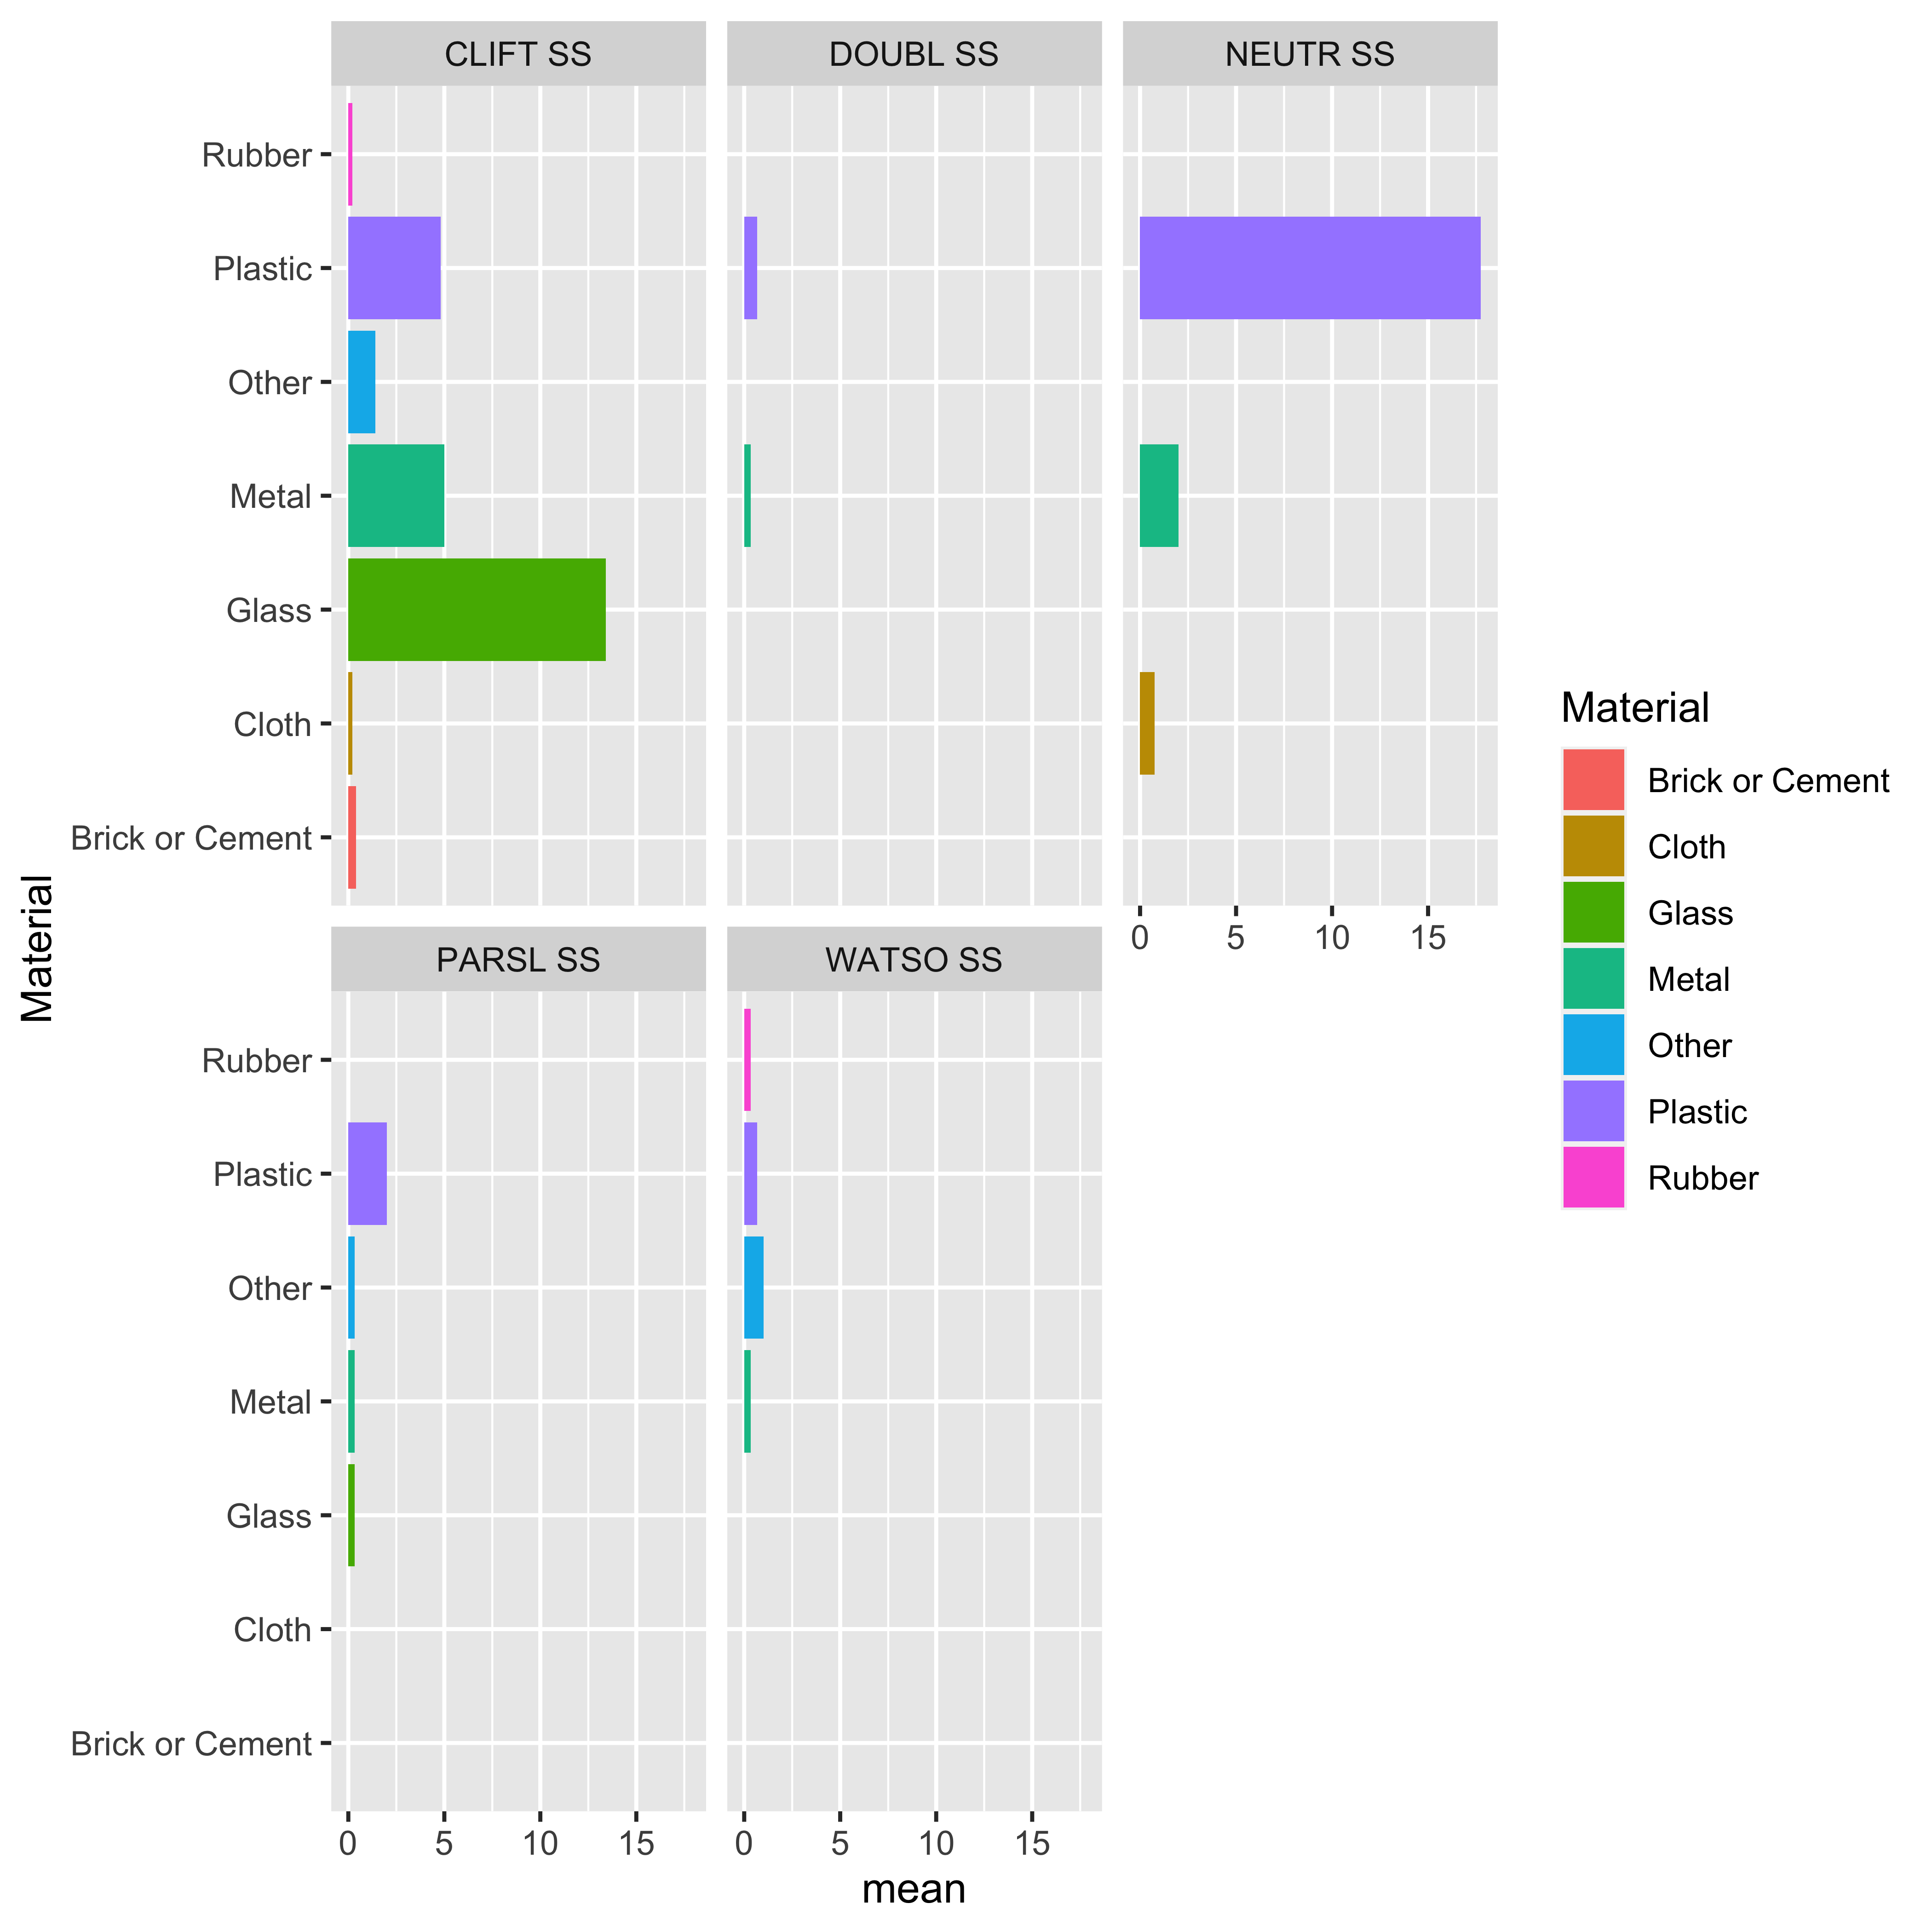 CLIFT SS
DOUBL SS
NEUTR SS
Rubber
Plastic
Other
Metal
Glass
Cloth
Brick or Cement
0 5 10 15
Material
PARSL SS
WATSO SS
Rubber
Plastic
Other
Metal
Glass
Cloth
Brick or Cement
0 5 10 15
0 5 10 15
mean
Material
Brick or Cement
Cloth
Glass
Metal
Other
Plastic
Rubber